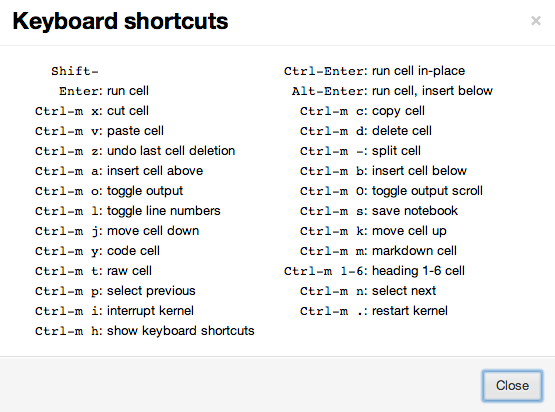 Keyboard shortcuts ×
Shift-
Enter: run cell
Ctrl-m x: cut cell
Ctrl-m v: paste cell
Ctrl-m z: undo last cell deletion
Ctrl-m a: insert cell above
Ctrl-m o: toggle output
Ctrl-m l: toggle line numbers
Ctrl-m j: move cell down
Ctrl-m y: code cell
Ctrl-m t: raw cell
Ctrl-m p: select previous
Ctrl-m i: interrupt kernel
Ctrl-m h: show keyboard shortcuts
Ctrl-Enter: run cell in-place
Alt-Enter: run cell, insert below
Ctrl-m c: copy cell
Ctrl-m d: delete cell
Ctrl-m -: split cell
Ctrl-m b: insert cell below
Ctrl-m O: toggle output scroll
Ctrl-m s: save notebook
Ctrl-m k: move cell up
Ctrl-m m: markdown cell
Ctrl-m 1-6: heading 1-6 cell
Ctrl-m n: select next
Ctrl-m .: restart kernel
Close